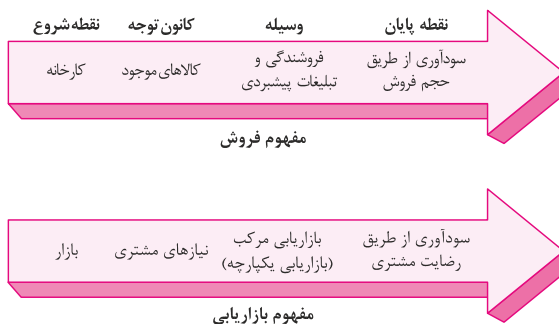 نقطه شروع کانون توجه وسیله نقطه پایان
کارخانه کالاهای موجود فروشندگی و تبلیغات پیشبردی سودآوری از طریق حجم فروش
مفهوم فروش
بازار نیازهای مشتری بازاریابی مرکب (بازاریابی یکپارچه) سودآوری از طریق رضایت مشتری
مفهوم بازاریابی